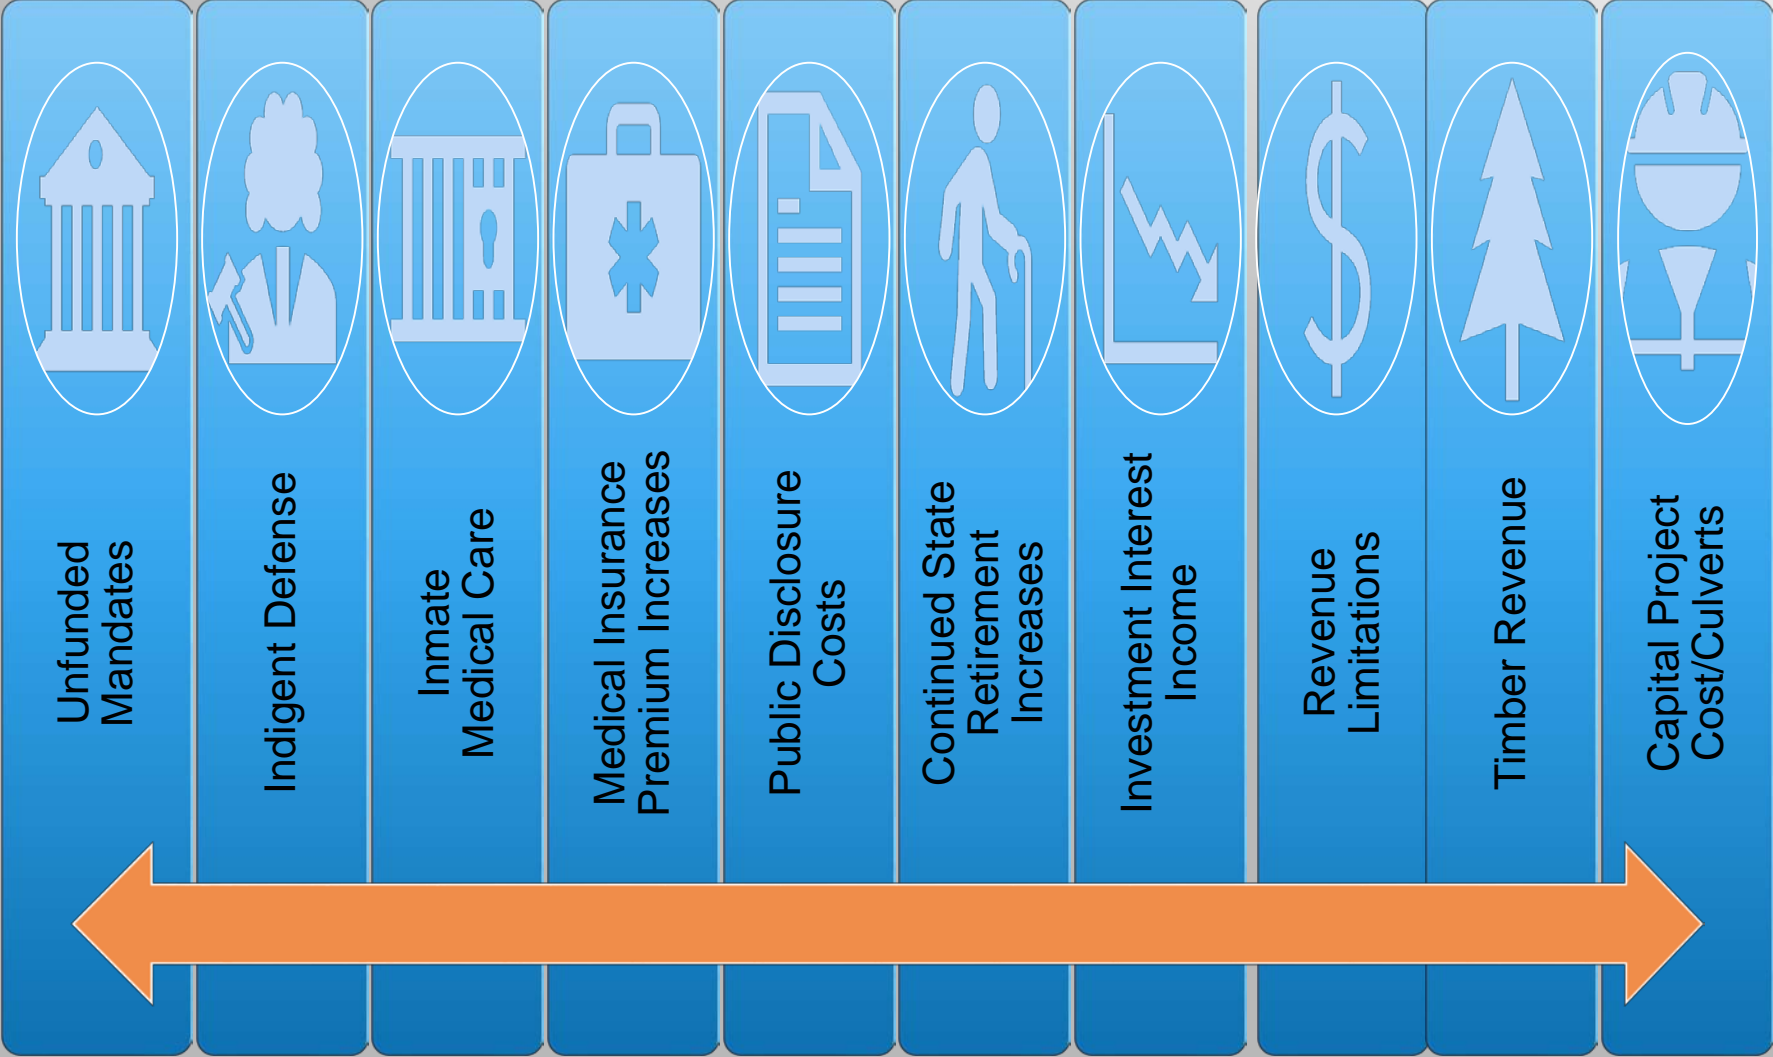 Unfunded
Mandates
Indigent Defense
Inmate
Medical Care
Medical Insurance
Premium Increases
Public Disclosure
Costs
Continued State
Retirement
Increases
Investment Interest
Income
Revenue
Limitations
Timber Revenue
Capital Project
Cost/Culverts